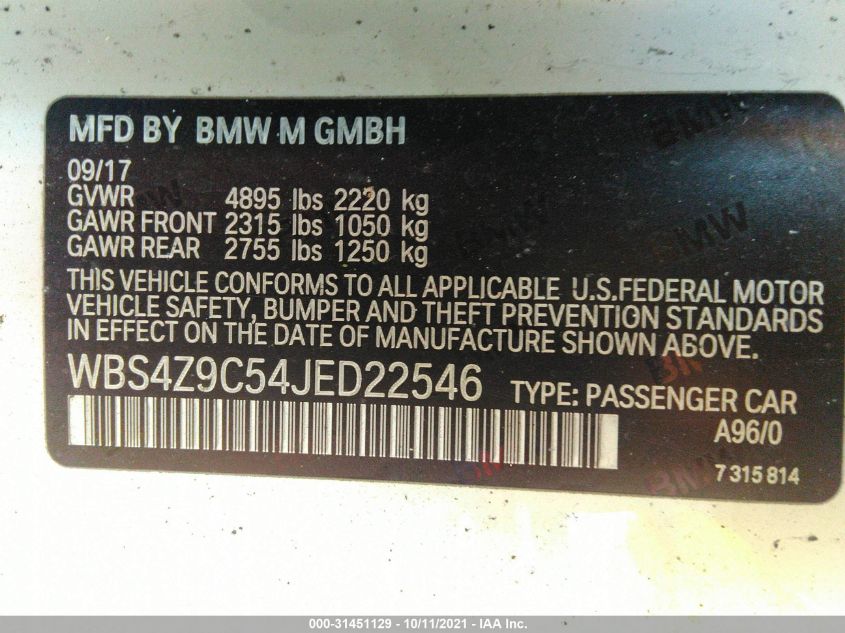 MFD BY BMW M GMBH
09/17
GVWR 4895 lbs 2220 kg
GAWR FRONT 2315 lbs 1050 kg
GAWR REAR 2755 lbs 1250 kg
THIS VEHICLE CONFORMS TO ALL APPLICABLE U.S.FEDERAL MOTOR
VEHICLE SAFETY, BUMPER AND THEFT PREVENTION STANDARDS
IN EFFECT ON THE DATE OF MANUFACTURE SHOWN ABOVE.
WBS4Z9C54JED22546 TYPE: PASSENGER CAR
A96/0
7 315 814
000-31451129 - 10/11/2021 - IAA Inc.